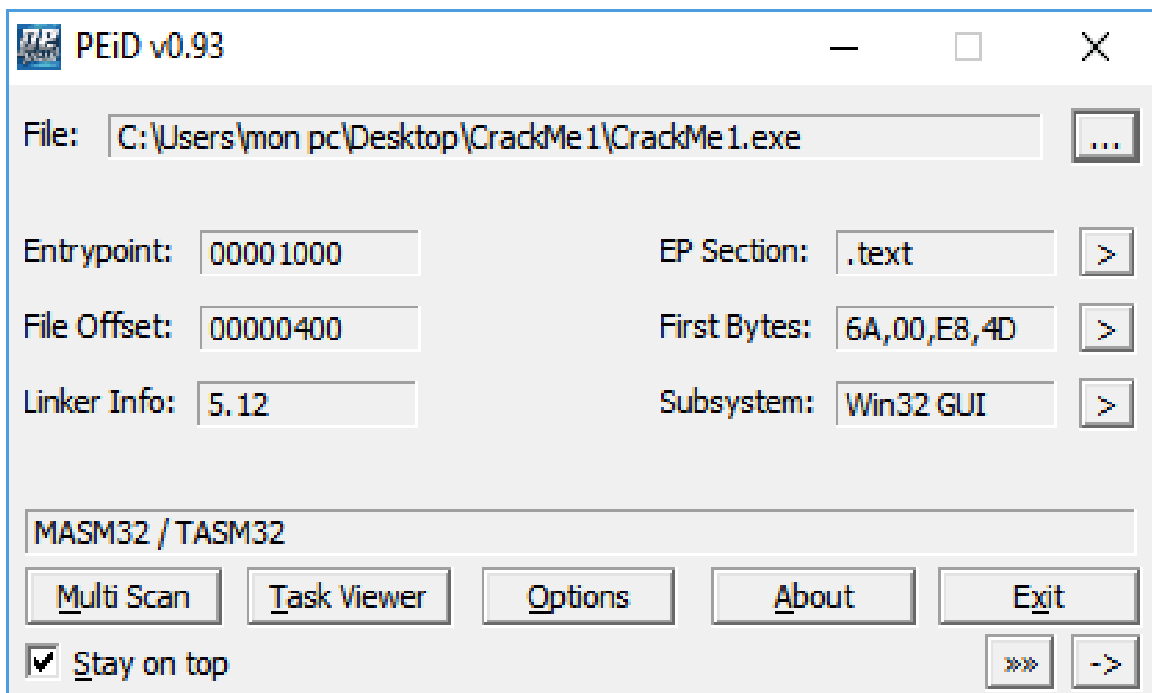 PEiD v0.93
File: C:\Users\mon pc\Desktop\CrackMe1\CrackMe1.exe ...
Entrypoint: 00001000 EP Section: .text >
File Offset: 00000400 First Bytes: 6A,00,E8,4D >
Linker Info: 5.12 Subsystem: Win32 GUI >
MASM32 / TASM32
Multi Scan Task Viewer Options About Exit
Stay on top »» ->